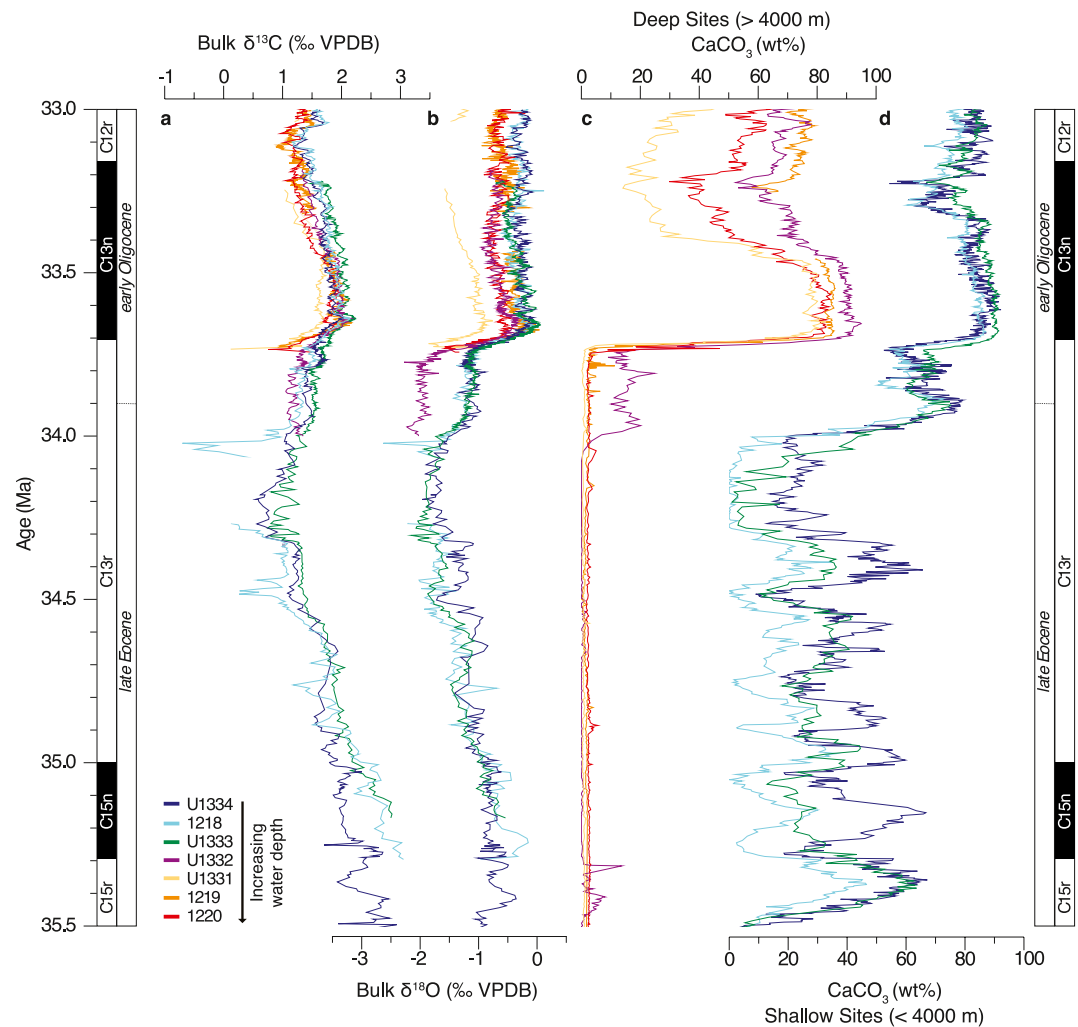 Deep Sites (> 4000 m)
Bulk δ¹³C (‰ VPDB)
CaCO₃ (wt%)
-1 0 1 2 3
0 20 40 60 80 100
a b c d
33.0
33.5
34.0
34.5
35.0
35.5
Age (Ma)
C12r
C13n
C13r
C15n
C15r
early Oligocene
late Eocene
U1334
1218
U1333
U1332
U1331
1219
1220
Increasing
water depth
early Oligocene
late Eocene
C12r
C13n
C13r
C15n
C15r
-3 -2 -1 0
0 20 40 60 80 100
Bulk δ¹⁸O (‰ VPDB)
CaCO₃ (wt%)
Shallow Sites (< 4000 m)